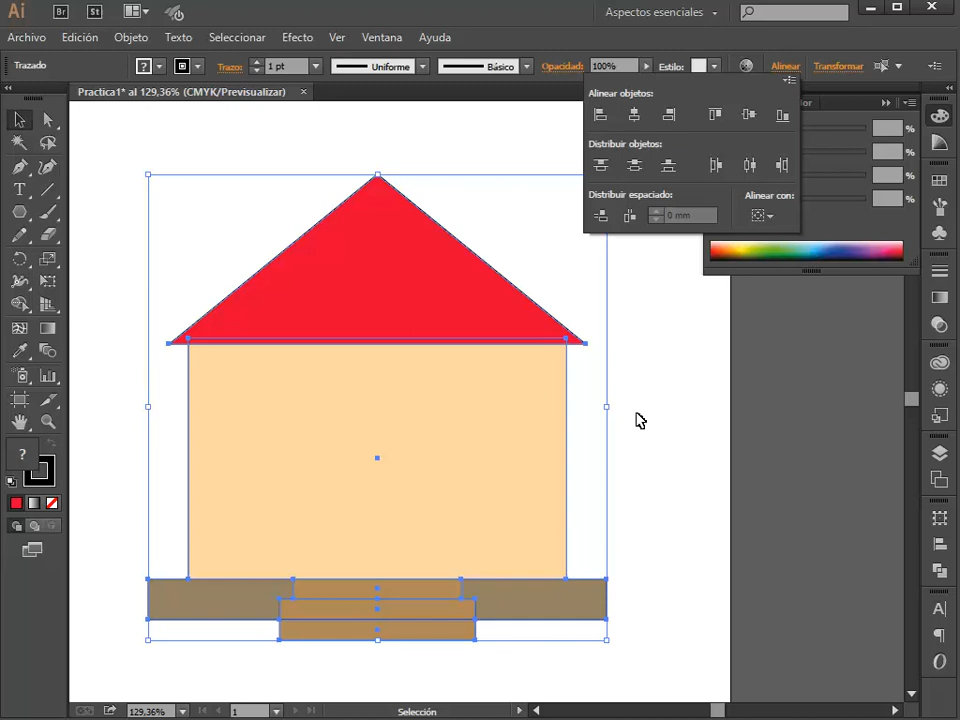 Ai Br St Aspectos esenciales
Archivo Edición Objeto Texto Seleccionar Efecto Ver Ventana Ayuda
Trazado ? Trazo: 1 pt Uniforme Básico Opacidad: 100% Estilo: Alinear Transformar
Practica1* al 129,36% (CMYK/Previsualizar) ×
Alinear objetos:
or
%
Distribuir objetos:
%
%
Distribuir espaciado: Alinear con:
%
0 mm
?
129,36% 1 Selección